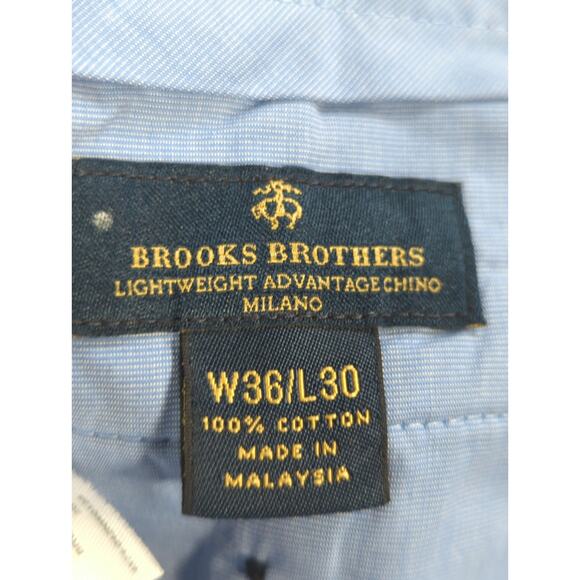 BROOKS BROTHERS
LIGHTWEIGHT ADVANTAGE CHINO
MILANO
W36/L30
100% COTTON
MADE IN
MALAYSIA